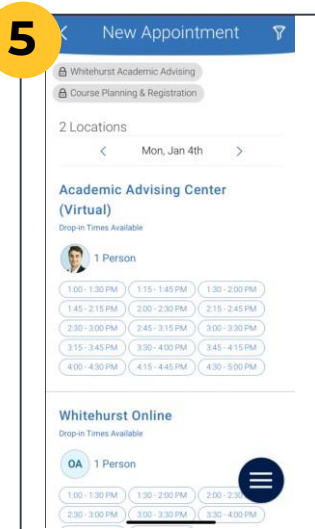 5
New Appointment
Whitehurst Academic Advising
Course Planning & Registration
2 Locations
< Mon, Jan 4th >
Academic Advising Center
(Virtual)
Drop-in Times Available
1 Person
1:00 - 1:30 PM 1:15 - 1:45 PM 1:30 - 2:00 PM
1:45 - 2:15 PM 2:00 - 2:30 PM 2:15 - 2:45 PM
2:30 - 3:00 PM 2:45 - 3:15 PM 3:00 - 3:30 PM
3:15 - 3:45 PM 3:30 - 4:00 PM 3:45 - 4:15 PM
4:00 - 4:30 PM 4:15 - 4:45 PM 4:30 - 5:00 PM
Whitehurst Online
Drop-in Times Available
OA 1 Person
1:00 - 1:30 PM 1:30 - 2:00 PM 2:00 - 2:30
2:30 - 3:00 PM 3:00 - 3:30 PM 3:30 - 4:00 PM